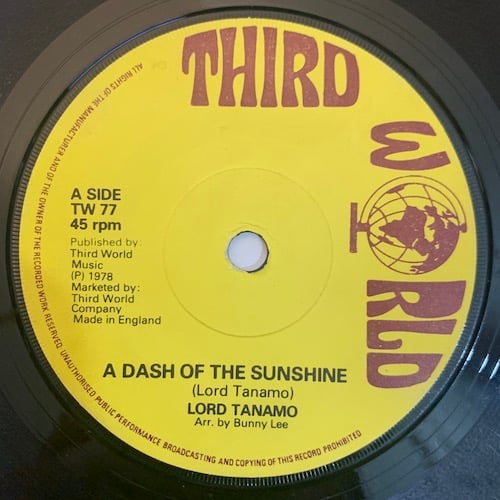 THIRD
WORLD
A SIDE
TW 77
45 rpm
Published by:
Third World
Music
(P) 1978
Marketed by:
Third World
Company
Made in England
A DASH OF THE SUNSHINE
(Lord Tanamo)
LORD TANAMO
Arr. by Bunny Lee
ALL RIGHTS OF THE MANUFACTURER AND OF THE OWNER OF THE RECORDED WORK RESERVED. UNAUTHORISED PUBLIC PERFORMANCE BROADCASTING AND COPYING OF THIS RECORD PROHIBITED